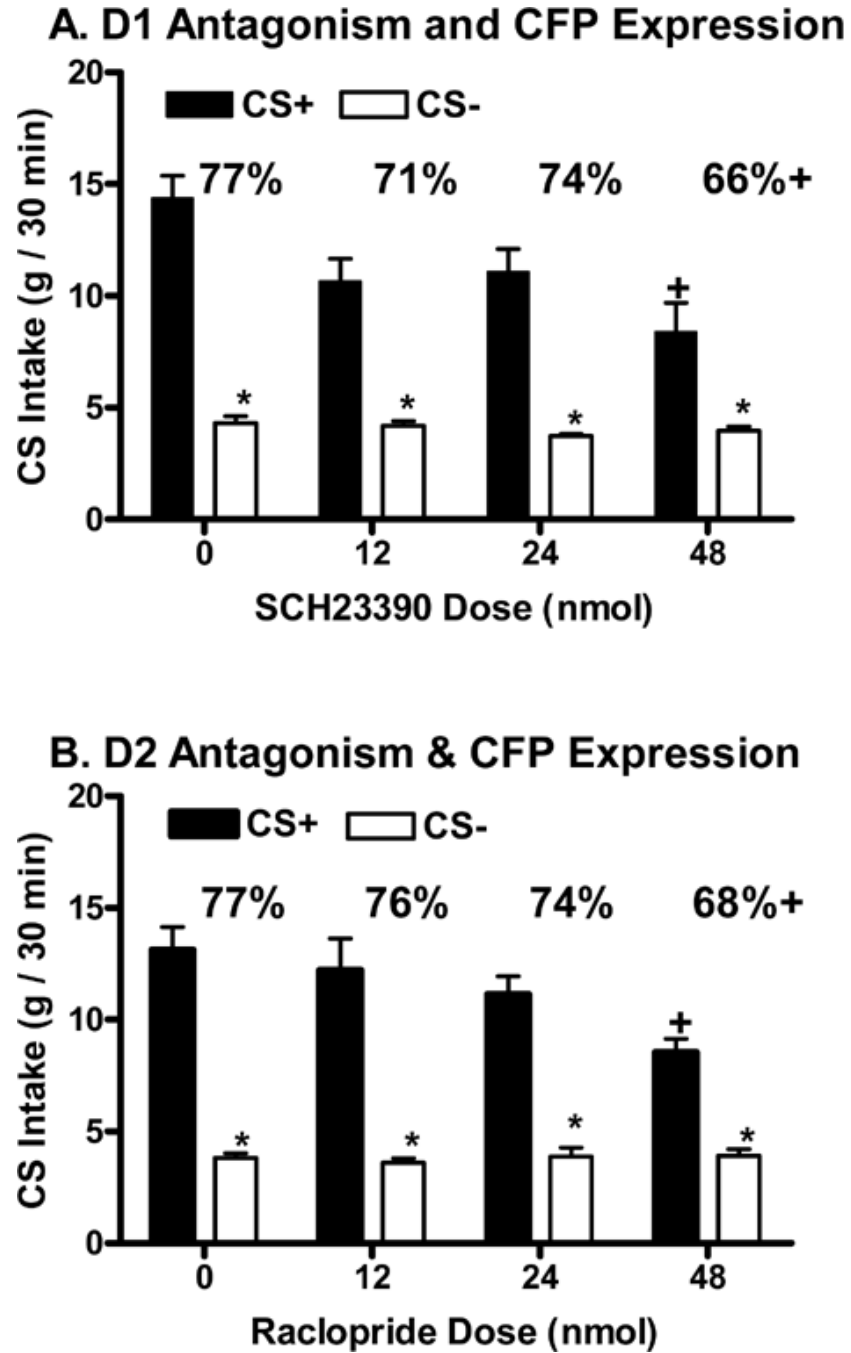 A. D1 Antagonism and CFP Expression
20
CS+ CS-
77% 71% 74% 66%+
15
10
+
5
* * * *
0
CS Intake (g / 30 min)
0 12 24 48
SCH23390 Dose (nmol)
B. D2 Antagonism & CFP Expression
20
CS+ CS-
77% 76% 74% 68%+
15
10
+
5
* * * *
0
CS Intake (g / 30 min)
0 12 24 48
Raclopride Dose (nmol)